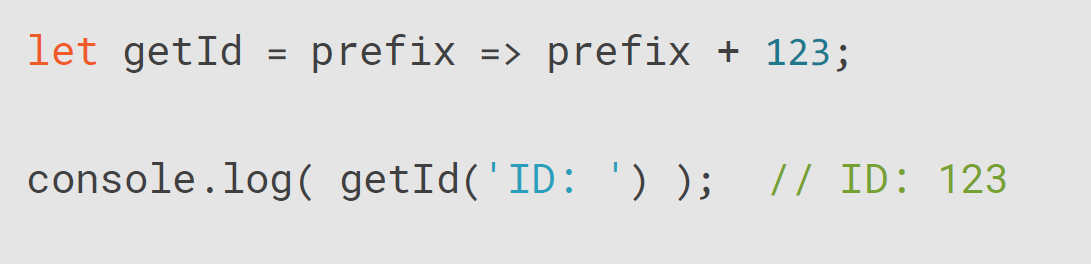 let getId = prefix => prefix + 123;
console.log( getId('ID: ') );   // ID: 123